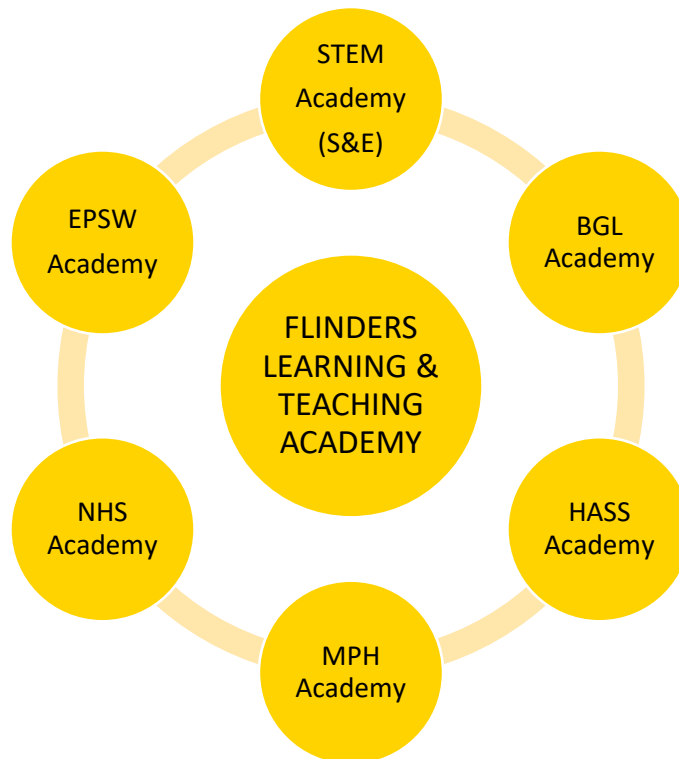 STEM
Academy
(S&E)
BGL
Academy
HASS
Academy
MPH
Academy
NHS
Academy
EPSW
Academy
FLINDERS
LEARNING &
TEACHING
ACADEMY